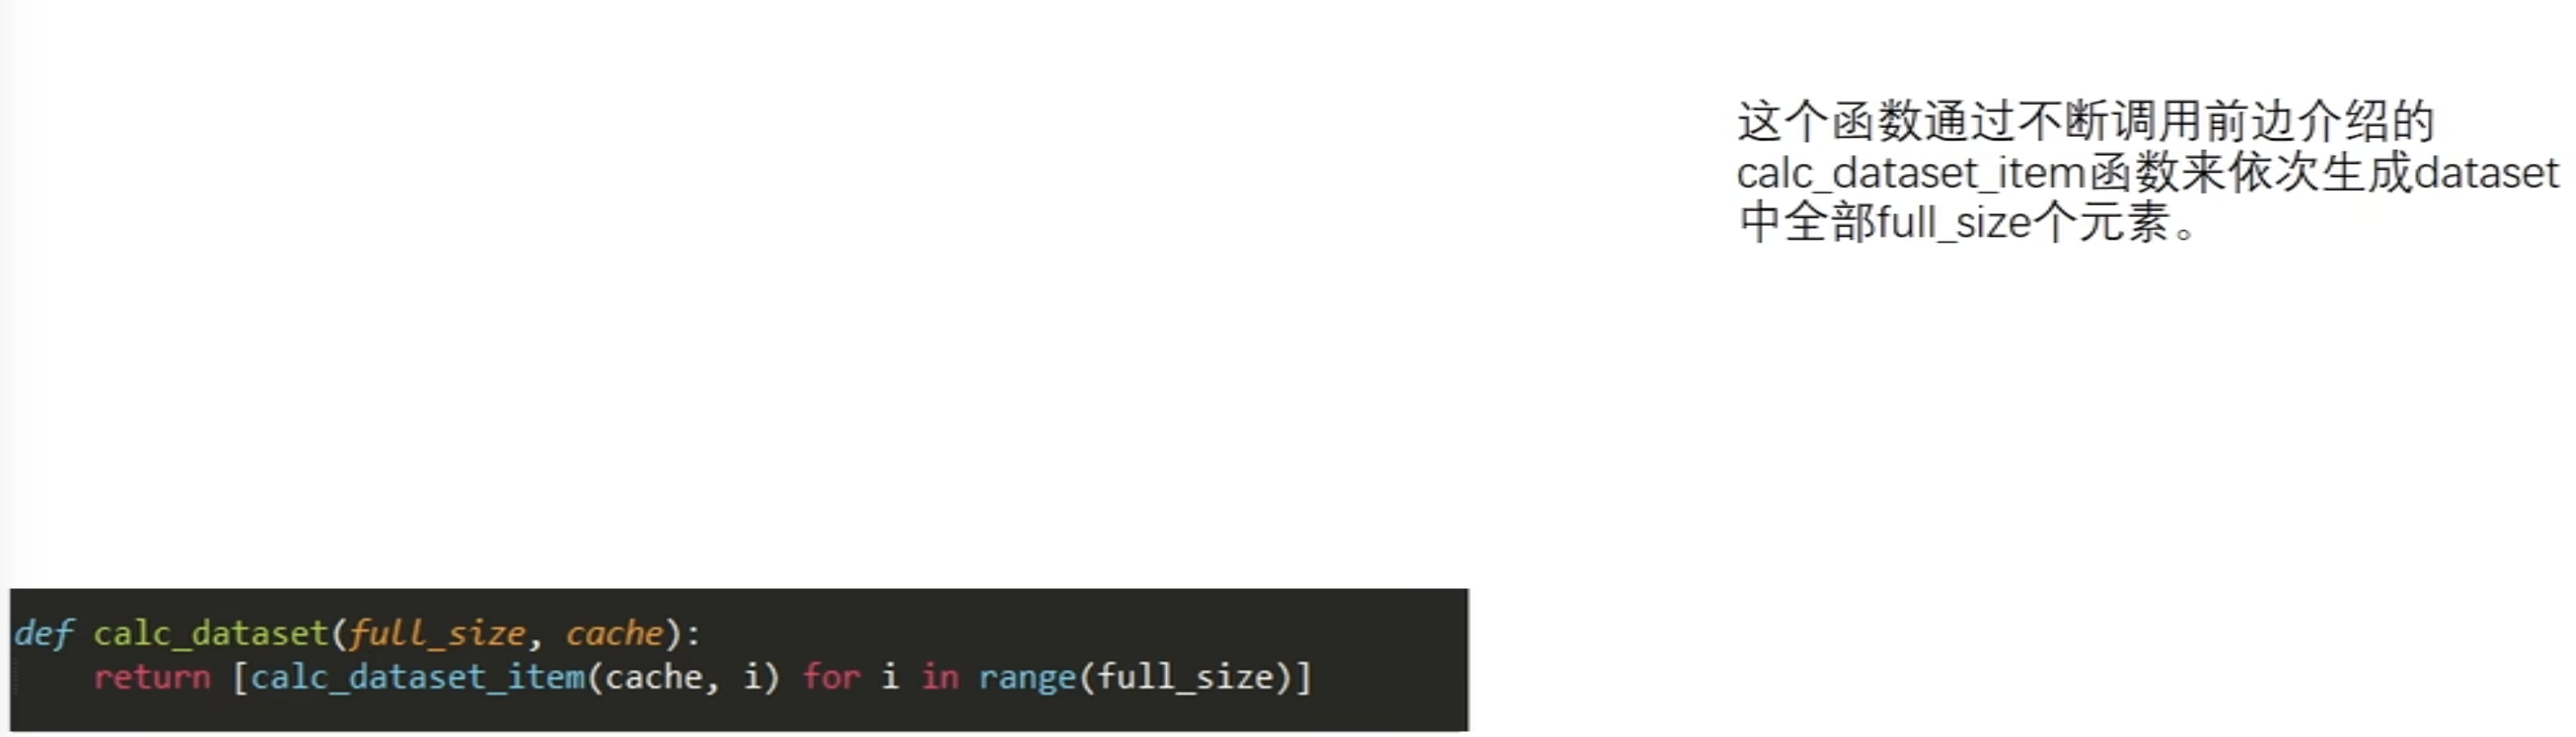 这个函数通过不断调用前边介绍的
calc_dataset_item函数来依次生成dataset
中全部full_size个元素。
def calc_dataset(full_size, cache):
    return [calc_dataset_item(cache, i) for i in range(full_size)]